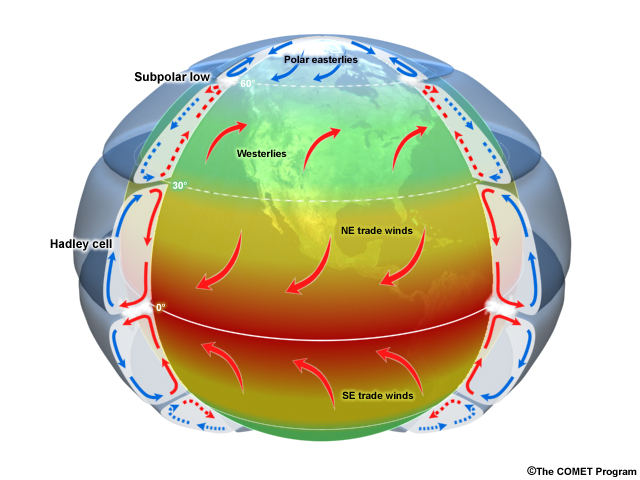 Polar easterlies
Subpolar low
60°
Westerlies
30°
NE trade winds
Hadley cell
0°
SE trade winds
©The COMET Program